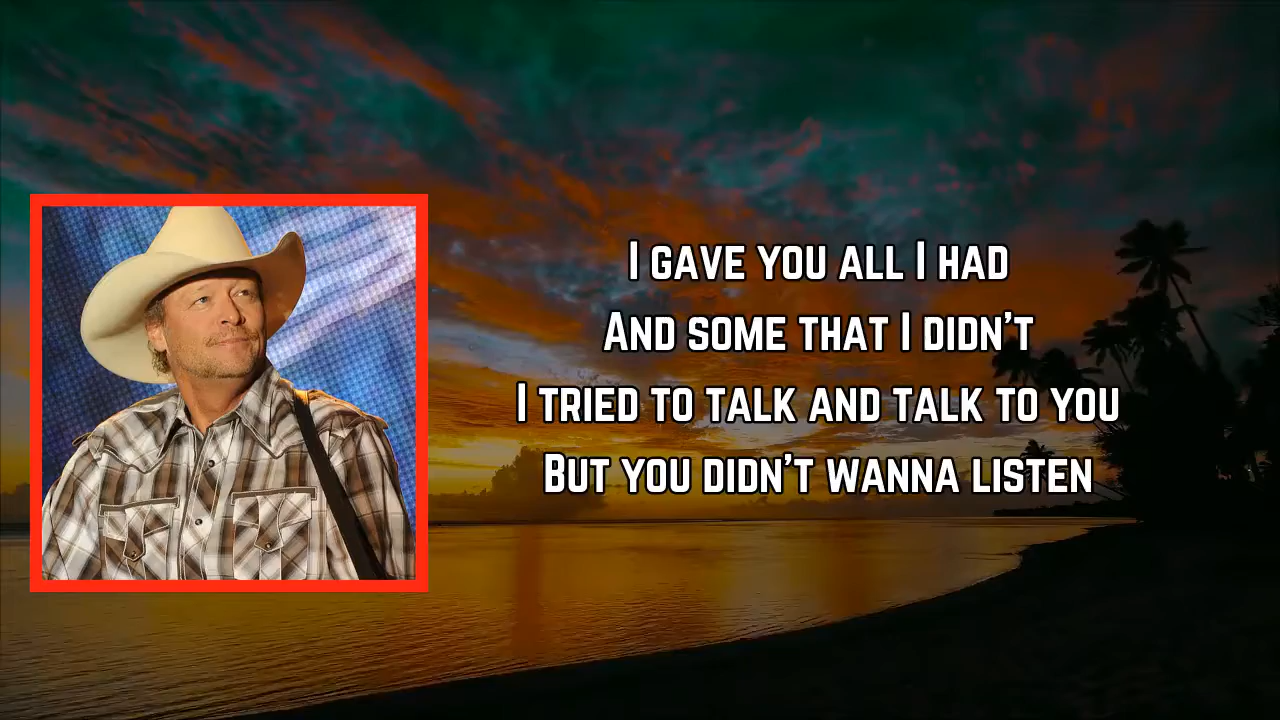 I gave you all I had
And some that I didn't
I tried to talk and talk to you
But you didn't wanna listen